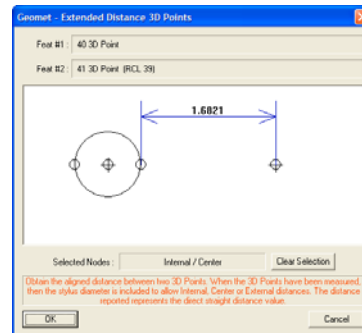 Geomet - Extended Distance 3D Points
Feat #1 : 40 3D Point
Feat #2 : 41 3D Point (RCL 39)
1.6821
Selected Nodes : Internal / Center Clear Selection
Obtain the aligned distance between two 3D Points. When the 3D Points have been measured,
then the stylus diameter is included to allow Internal, Center or External distances. The distance
reported represents the direct straight distance value.
OK Cancel